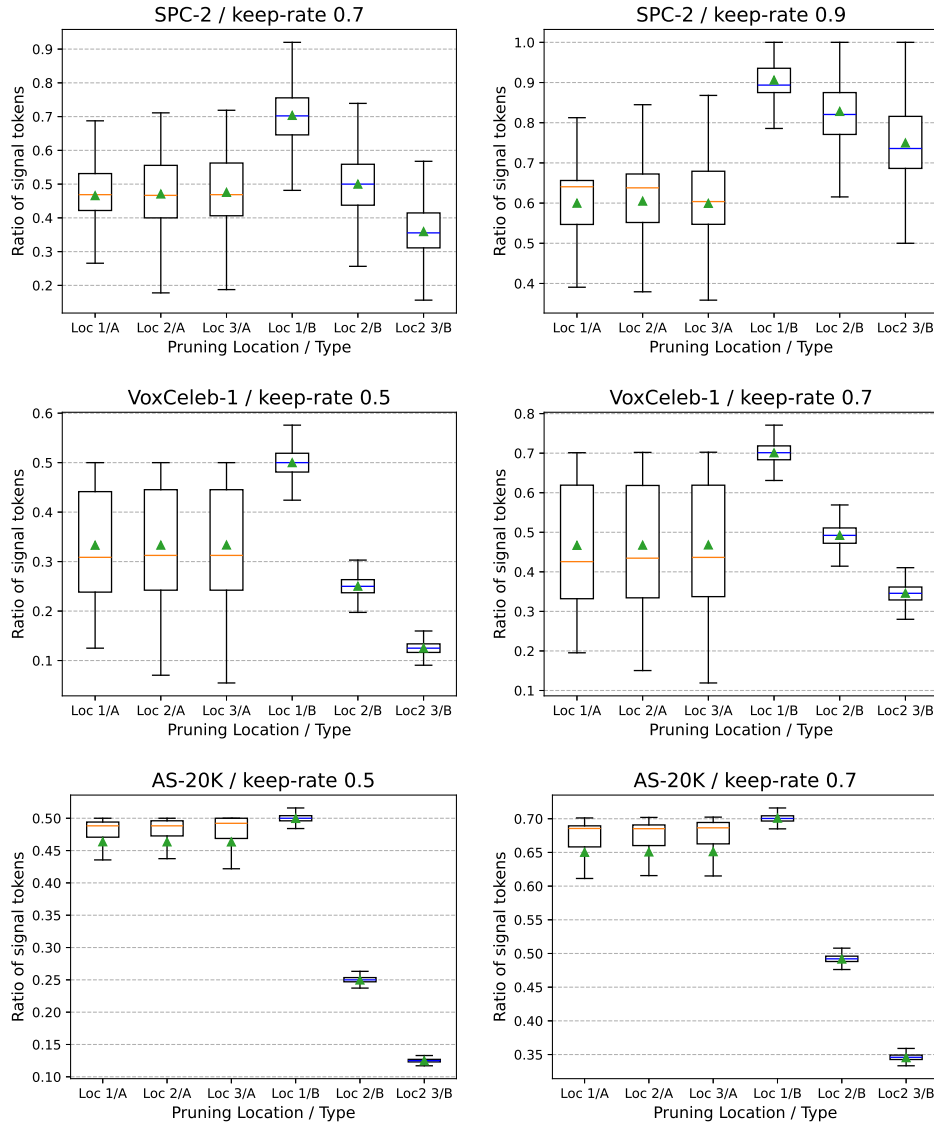 SPC-2 / keep-rate 0.7
Ratio of signal tokens
0.9
0.8
0.7
0.6
0.5
0.4
0.3
0.2
Loc 1/A Loc 2/A Loc 3/A Loc 1/B Loc 2/B Loc2 3/B
Pruning Location / Type
SPC-2 / keep-rate 0.9
Ratio of signal tokens
1.0
0.9
0.8
0.7
0.6
0.5
0.4
Loc 1/A Loc 2/A Loc 3/A Loc 1/B Loc 2/B Loc2 3/B
Pruning Location / Type
VoxCeleb-1 / keep-rate 0.5
Ratio of signal tokens
0.6
0.5
0.4
0.3
0.2
0.1
Loc 1/A Loc 2/A Loc 3/A Loc 1/B Loc 2/B Loc2 3/B
Pruning Location / Type
VoxCeleb-1 / keep-rate 0.7
Ratio of signal tokens
0.8
0.7
0.6
0.5
0.4
0.3
0.2
0.1
Loc 1/A Loc 2/A Loc 3/A Loc 1/B Loc 2/B Loc2 3/B
Pruning Location / Type
AS-20K / keep-rate 0.5
Ratio of signal tokens
0.50
0.45
0.40
0.35
0.30
0.25
0.20
0.15
0.10
Loc 1/A Loc 2/A Loc 3/A Loc 1/B Loc 2/B Loc2 3/B
Pruning Location / Type
AS-20K / keep-rate 0.7
Ratio of signal tokens
0.70
0.65
0.60
0.55
0.50
0.45
0.40
0.35
Loc 1/A Loc 2/A Loc 3/A Loc 1/B Loc 2/B Loc2 3/B
Pruning Location / Type